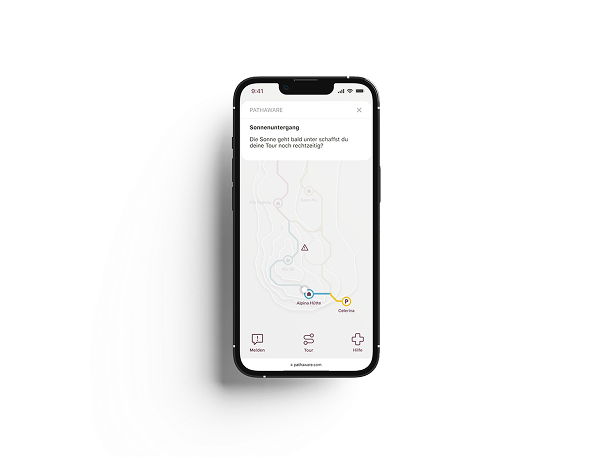 9:41
PATHAWARE
Sonnenuntergang
Die Sonne geht bald unter schaffst du
deine Tour noch rechtzeitig?
P
Alpina Hütte
Celerina
Melden
Tour
Hilfe
pathaware.com